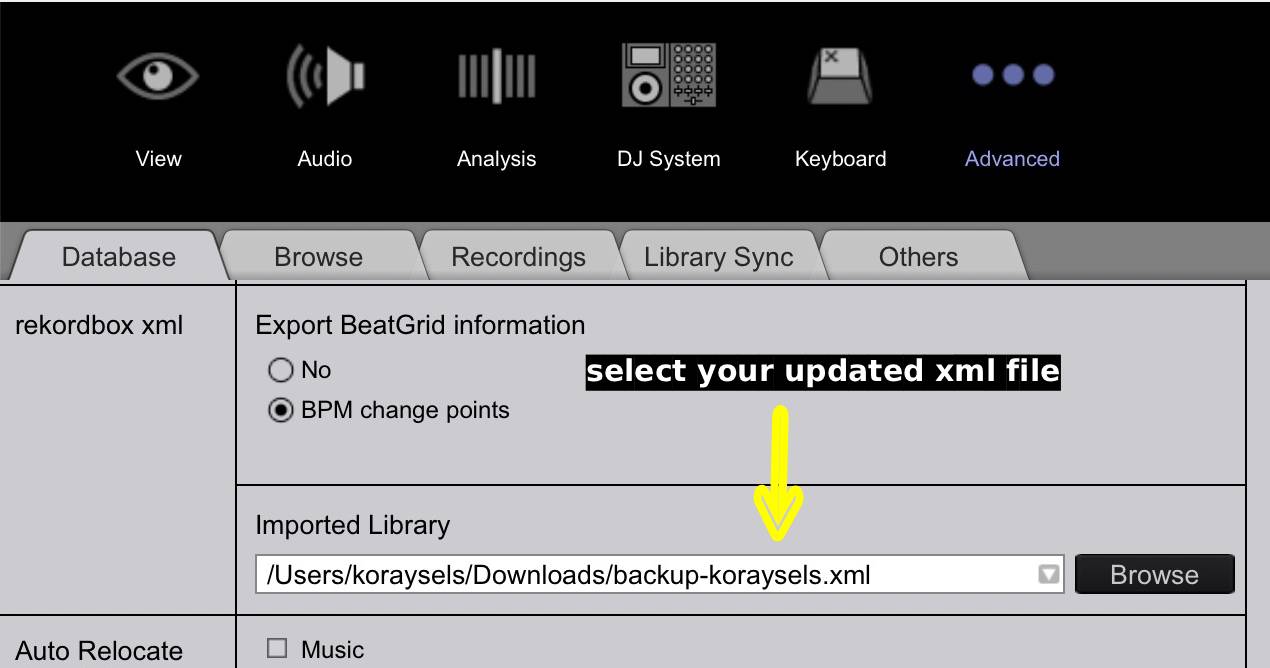 View Audio Analysis DJ System Keyboard Advanced
Database Browse Recordings Library Sync Others
rekordbox xml
Export BeatGrid information
No
select your updated xml file
BPM change points
Imported Library
/Users/koraysels/Downloads/backup-koraysels.xml
Browse
Auto Relocate
Music